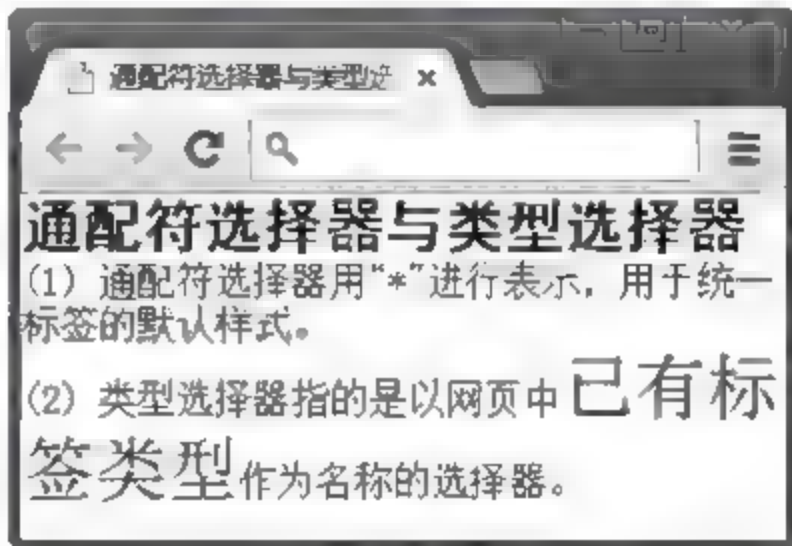 通配符选择器与类型选
通配符选择器与类型选择器
(1) 通配符选择器用“*”进行表示，用于统一
标签的默认样式。
(2) 类型选择器指的是以网页中已有标
签类型作为名称的选择器。